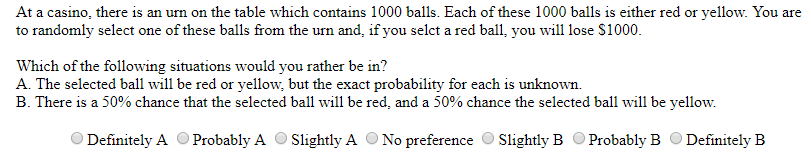 At a casino, there is an urn on the table which contains 1000 balls. Each of these 1000 balls is either red or yellow. You are
to randomly select one of these balls from the urn and, if you selct a red ball, you will lose $1000.
Which of the following situations would you rather be in?
A. The selected ball will be red or yellow, but the exact probability for each is unknown.
B. There is a 50% chance that the selected ball will be red, and a 50% chance the selected ball will be yellow.
Definitely A Probably A Slightly A No preference Slightly B Probably B Definitely B